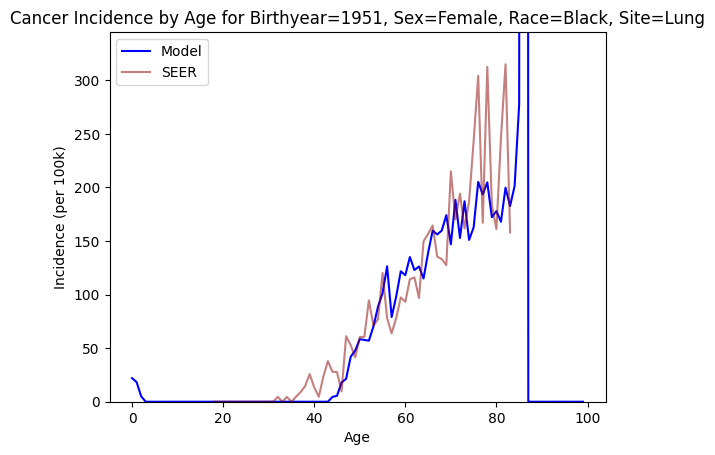 Cancer Incidence by Age for Birthyear=1951, Sex=Female, Race=Black, Site=Lung
Model
SEER
300
250
200
150
100
50
0
Incidence (per 100k)
0 20 40 60 80 100
Age